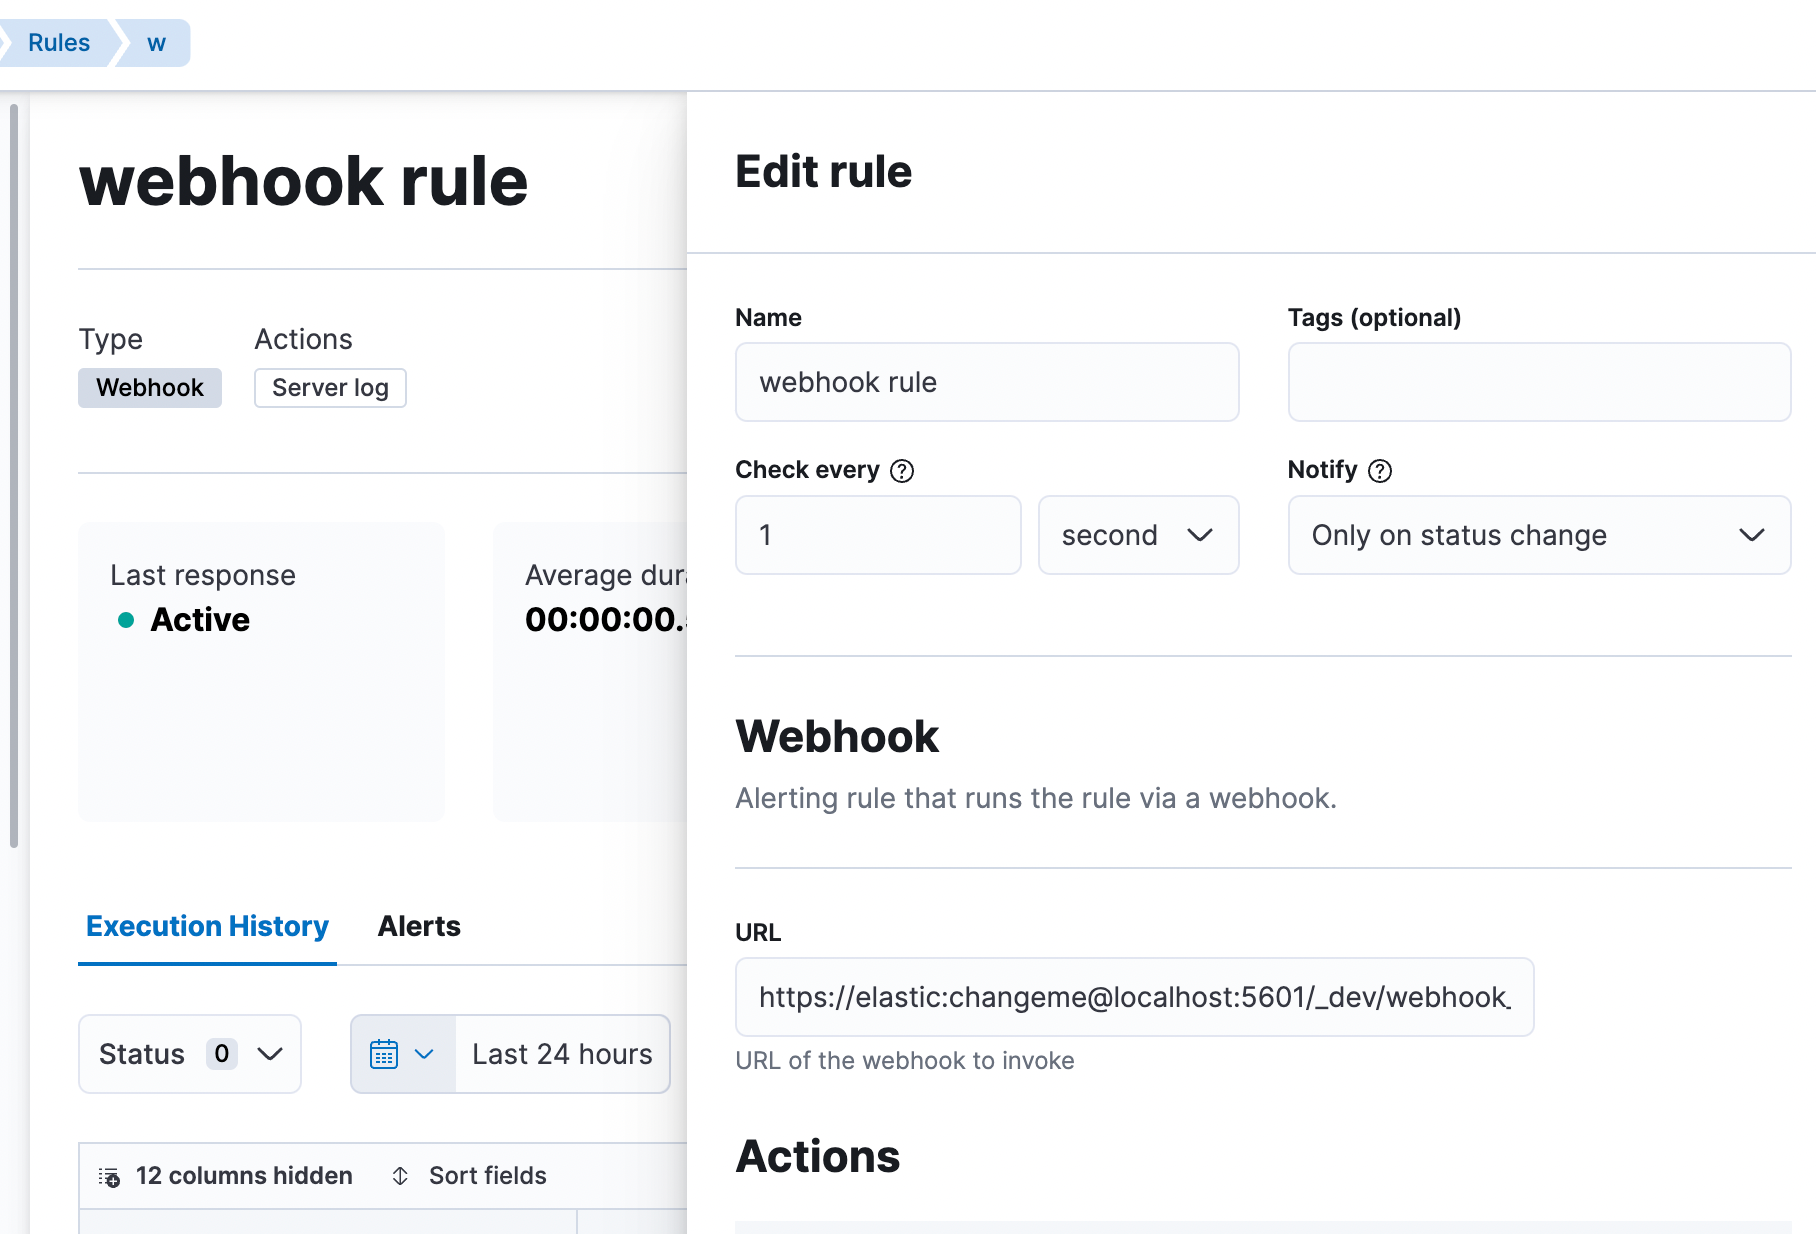 Rules
w
webhook rule
Type
Actions
Webhook
Server log
Last response
Active
Average dura
00:00:00.
Execution History
Alerts
Status 0
Last 24 hours
12 columns hidden
Sort fields
Edit rule
Name
Tags (optional)
webhook rule
Check every ?
Notify ?
1
second
Only on status change
Webhook
Alerting rule that runs the rule via a webhook.
URL
https://elastic:changeme@localhost:5601/_dev/webhook_
URL of the webhook to invoke
Actions